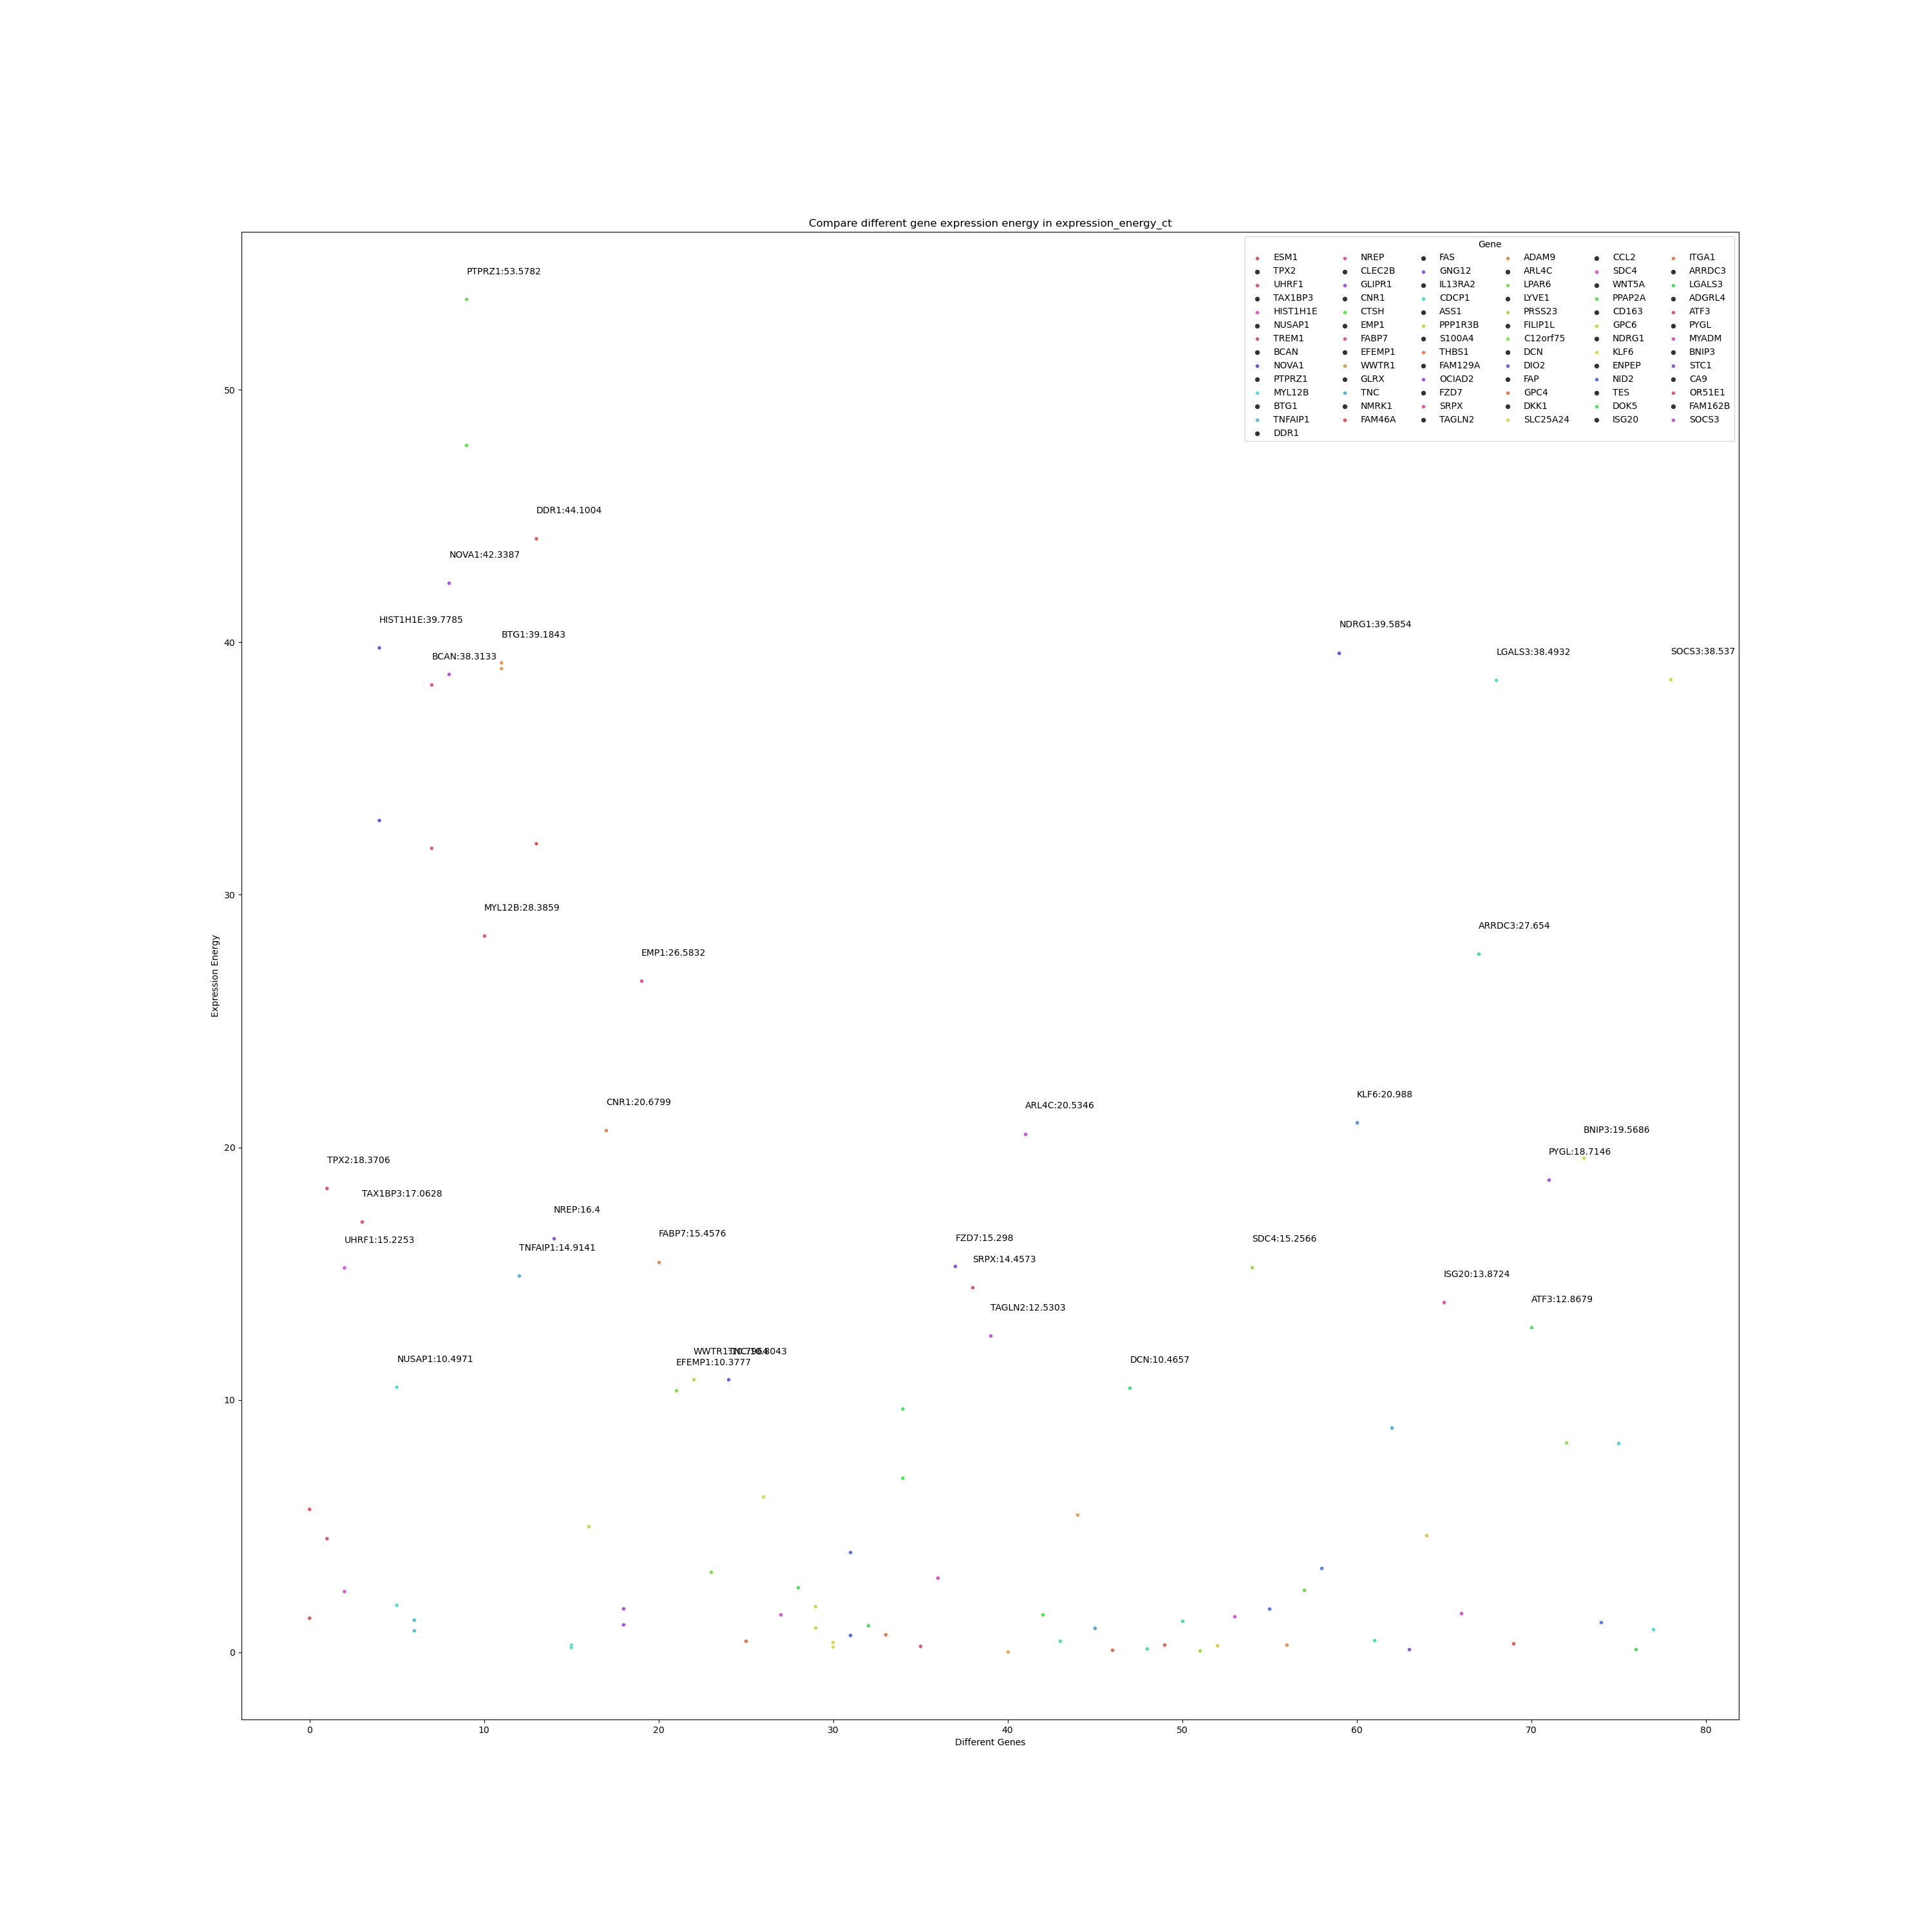 Compare different gene expression energy in expression_energy_ct
Gene
ESM1 NREP FAS ADAM9 CCL2 ITGA1
TPX2 CLEC2B GNG12 ARL4C SDC4 ARRDC3
UHRF1 GLIPR1 IL13RA2 LPAR6 WNT5A LGALS3
TAX1BP3 CNR1 CDCP1 LYVE1 PPAP2A ADGRL4
HIST1H1E CTSH ASS1 PRSS23 CD163 ATF3
NUSAP1 EMP1 PPP1R3B FILIP1L GPC6 PYGL
TREM1 FABP7 S100A4 C12orf75 NDRG1 MYADM
BCAN EFEMP1 THBS1 DCN KLF6 BNIP3
NOVA1 WWTR1 FAM129A DIO2 ENPEP STC1
PTPRZ1 GLRX OCIAD2 FAP NID2 CA9
MYL12B TNC FZD7 GPC4 TES OR51E1
BTG1 NMRK1 SRPX DKK1 DOK5 FAM162B
TNFAIP1 FAM46A TAGLN2 SLC25A24 ISG20 SOCS3
DDR1
PTPRZ1:53.5782
DDR1:44.1004
NOVA1:42.3387
HIST1H1E:39.7785
BTG1:39.1843
BCAN:38.3133
NDRG1:39.5854
LGALS3:38.4932
SOCS3:38.537
MYL12B:28.3859
EMP1:26.5832
ARRDC3:27.654
CNR1:20.6799
ARL4C:20.5346
KLF6:20.988
BNIP3:19.5686
PYGL:18.7146
TPX2:18.3706
TAX1BP3:17.0628
UHRF1:15.2253
NREP:16.4
TNFAIP1:14.9141
FABP7:15.4576
FZD7:15.298
SRPX:14.4573
TAGLN2:12.5303
SDC4:15.2566
ISG20:13.8724
ATF3:12.8679
NUSAP1:10.4971
EFEMP1:10.3777
DCN:10.4657
50
40
30
20
10
0
Expression Energy
0 10 20 30 40 50 60 70 80
Different Genes